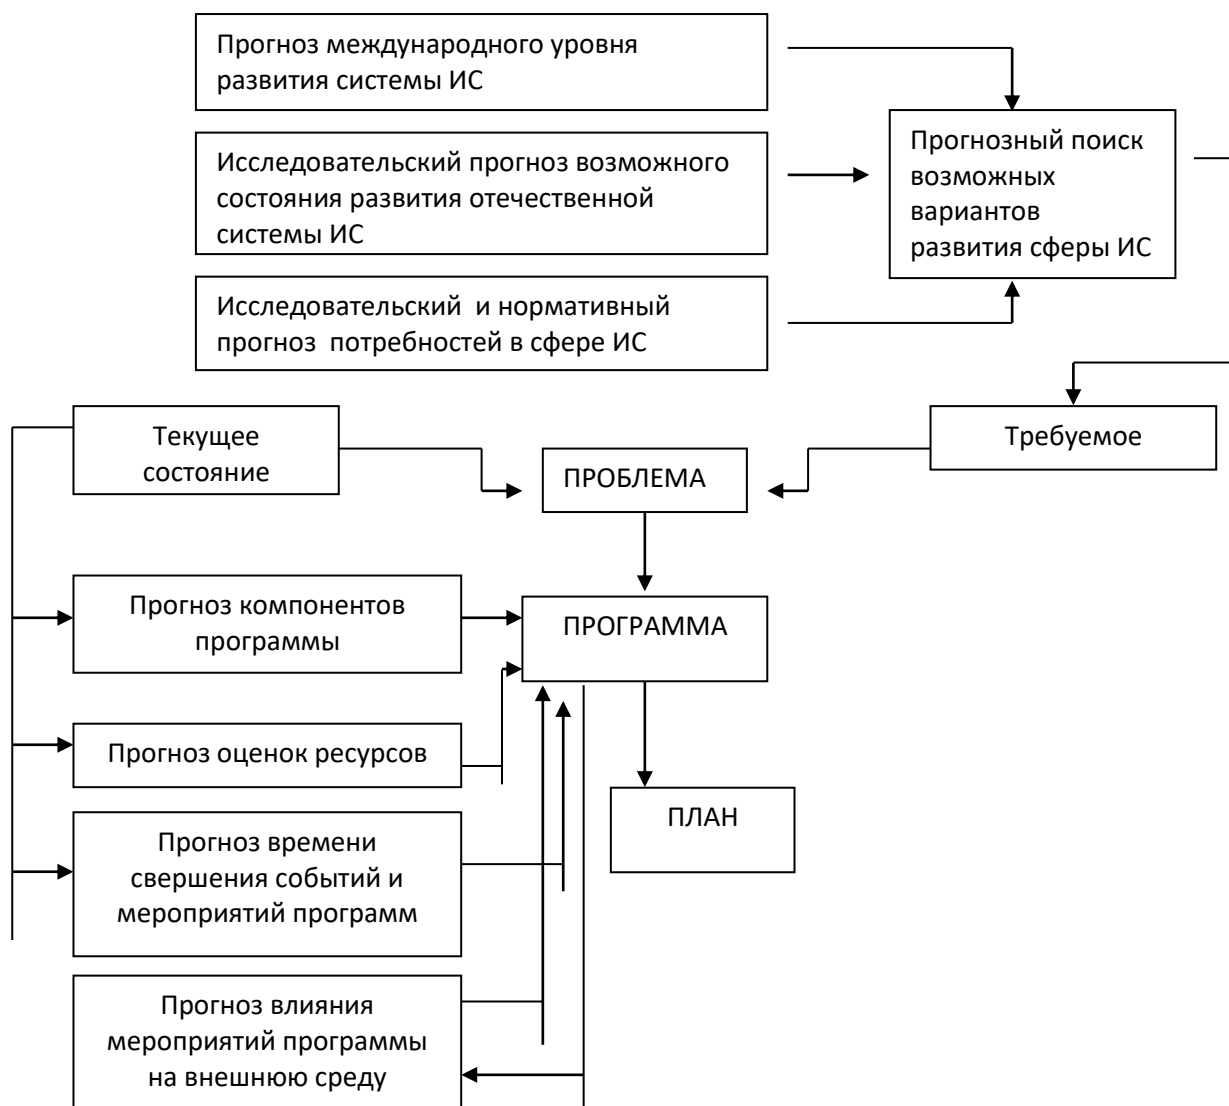 Прогноз международного уровня
развития системы ИС
Исследовательский прогноз возможного
состояния развития отечественной
системы ИС
Исследовательский  и нормативный
прогноз  потребностей в сфере ИС
Прогнозный поиск
возможных
вариантов
развития сферы ИС
Текущее
состояние
ПРОБЛЕМА
Требуемое
Прогноз компонентов
программы
ПРОГРАММА
Прогноз оценок ресурсов
ПЛАН
Прогноз времени
свершения событий и
мероприятий программ
Прогноз влияния
мероприятий программы
на внешнюю среду